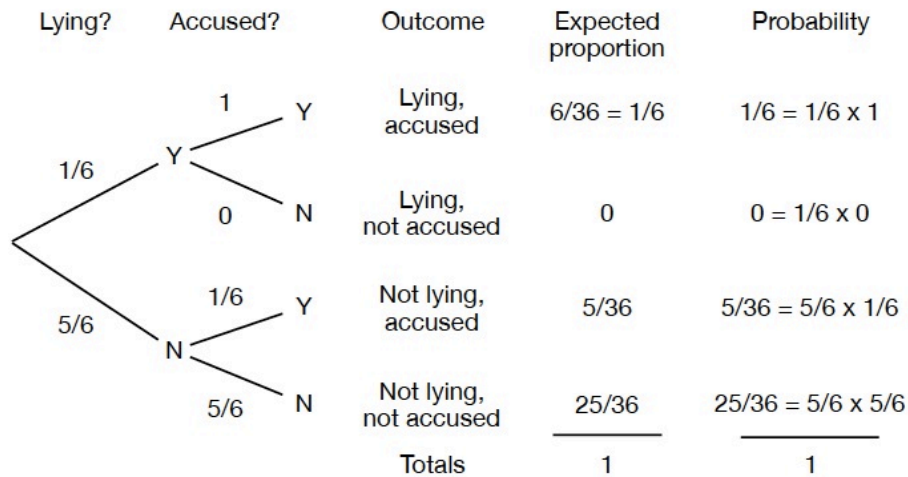 Lying? Accused? Outcome Expected proportion Probability
1 Y Lying, accused 6/36 = 1/6 1/6 = 1/6 x 1
1/6 Y
0 N Lying, not accused 0 0 = 1/6 x 0
1/6 Y Not lying, accused 5/36 5/36 = 5/6 x 1/6
5/6 N
5/6 N Not lying, not accused 25/36 25/36 = 5/6 x 5/6
Totals 1 1